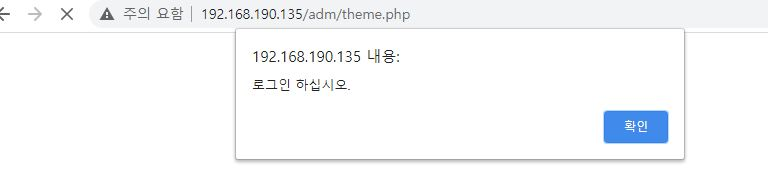 주의 요함 | 192.168.190.135/adm/theme.php
192.168.190.135 내용:
로그인 하십시오.
확인